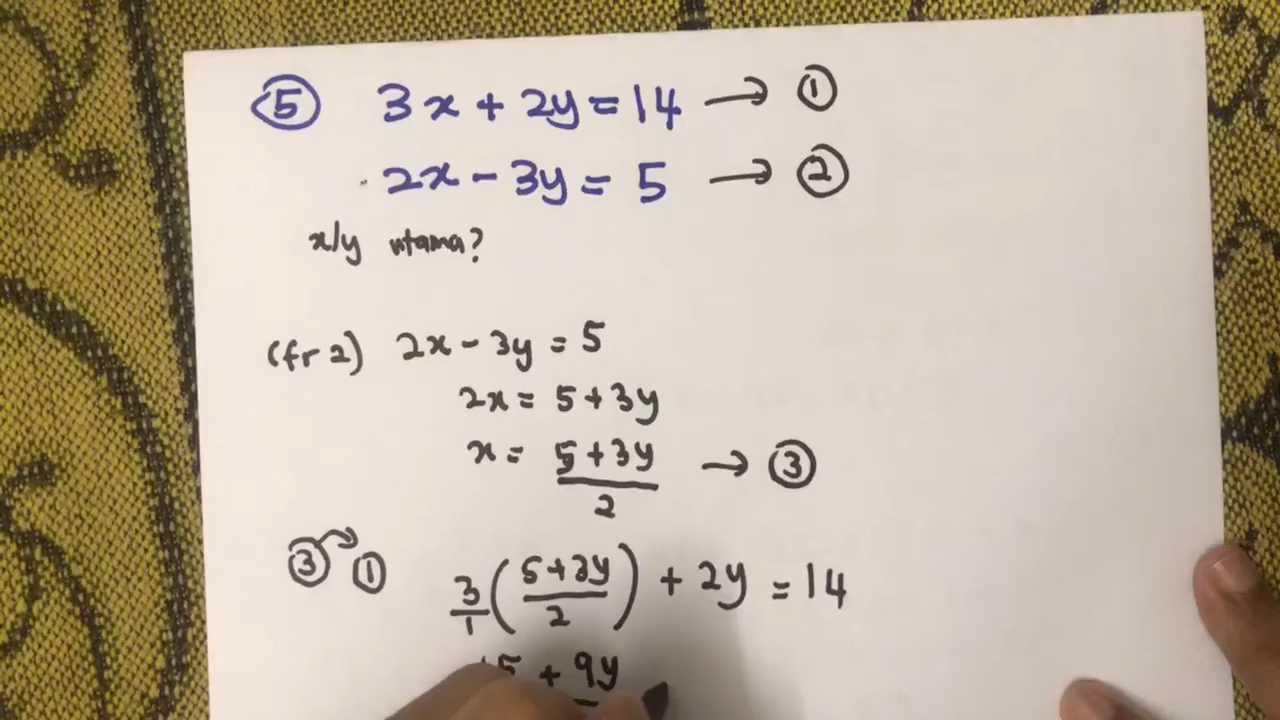 ⑤ 3x + 2y = 14 → ①
2x - 3y = 5 → ②
x/y utama?
(fr 2) 2x - 3y = 5
2x = 5 + 3y
x = (5 + 3y)/2 → ③
③ → ① 3/1 ((5 + 3y)/2) + 2y = 14
15 + 9y